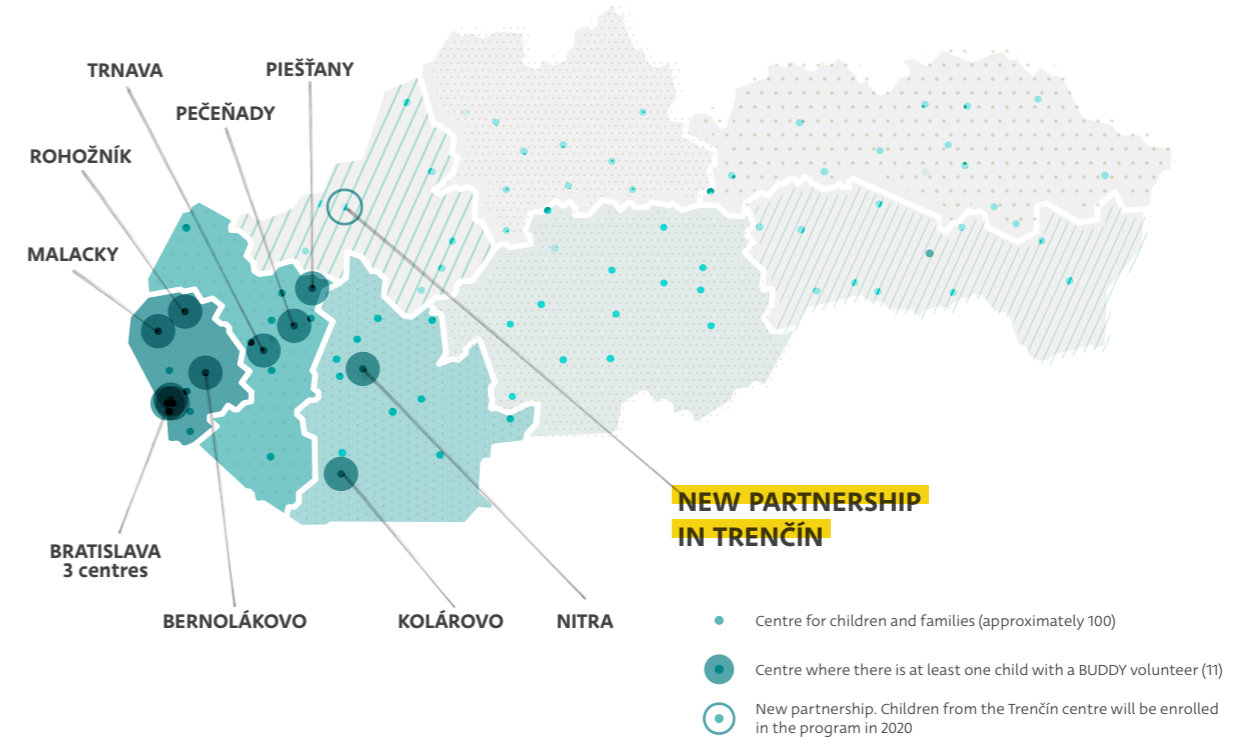 TRNAVA
PIEŠŤANY
PEČEŇADY
ROHOŽNÍK
MALACKY
NEW PARTNERSHIP
IN TRENČÍN
BRATISLAVA
3 centres
BERNOLÁKOVO
KOLÁROVO
NITRA
Centre for children and families (approximately 100)
Centre where there is at least one child with a BUDDY volunteer (11)
New partnership. Children from the Trenčín centre will be enrolled
in the program in 2020